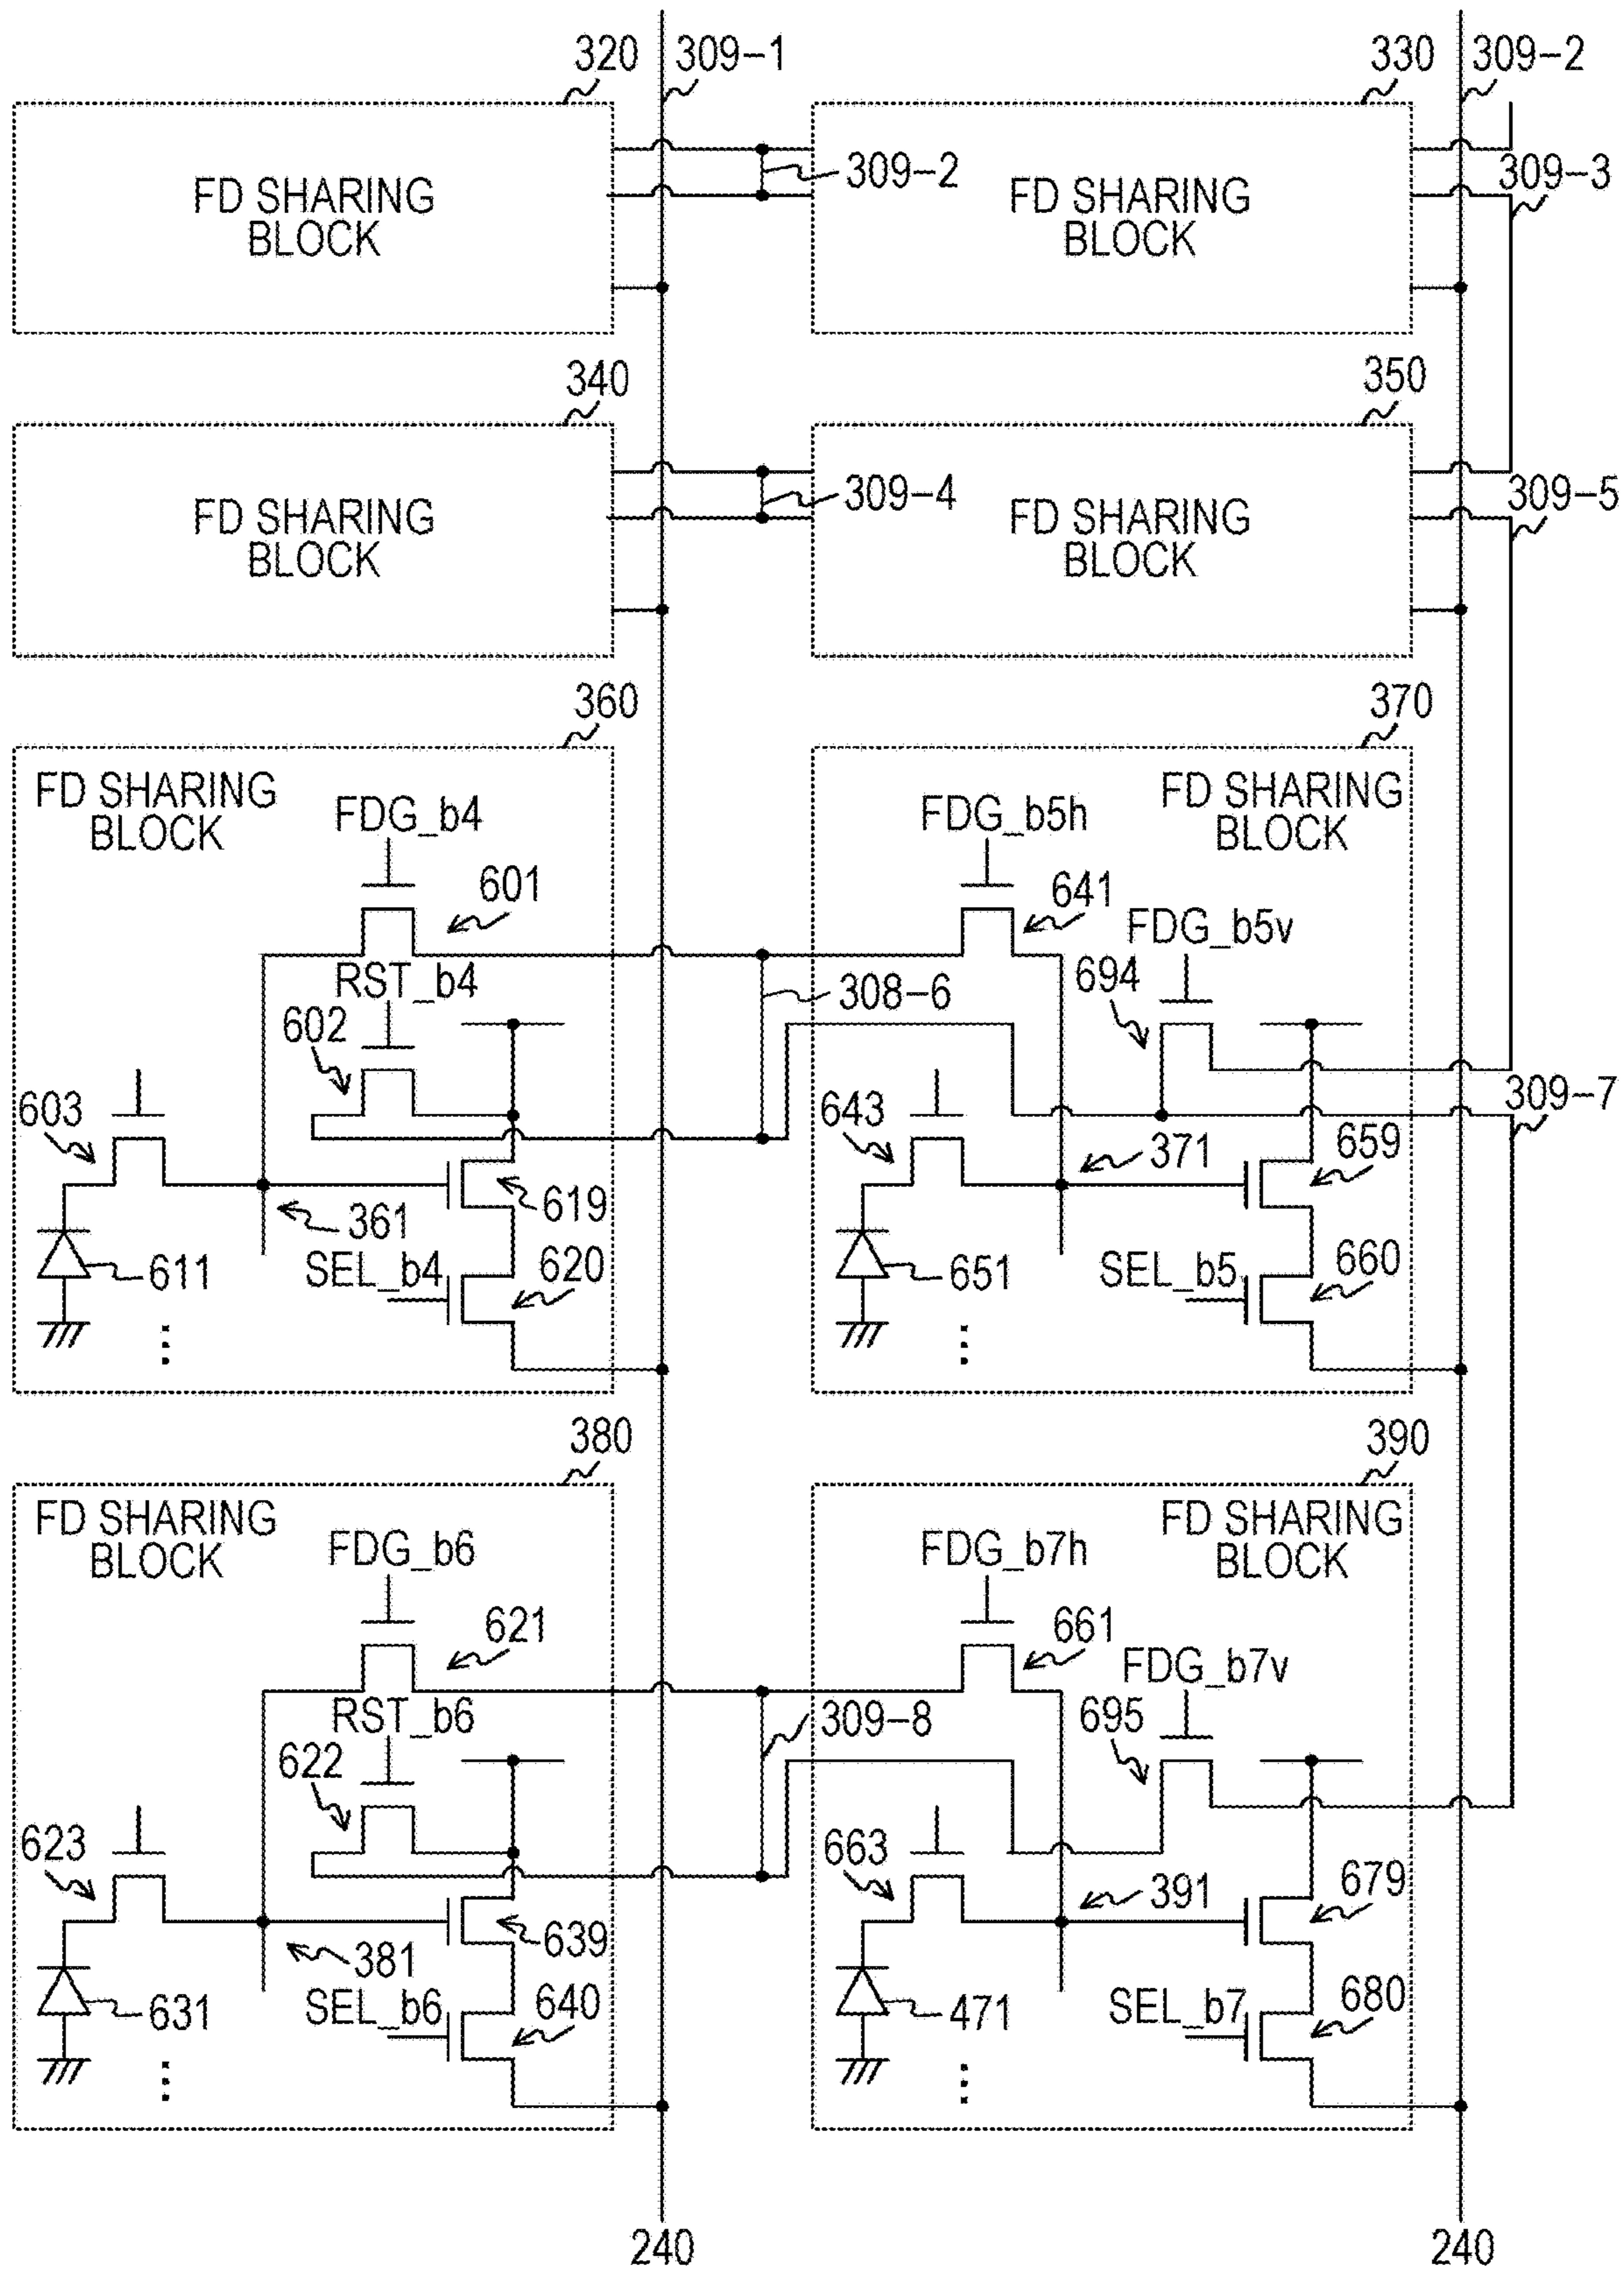 320
309-1
330
309-2
FD SHARING
BLOCK
309-2
FD SHARING
BLOCK
309-3
340
350
FD SHARING
BLOCK
309-4
FD SHARING
BLOCK
309-5
360
370
FD SHARING
BLOCK
FDG_b4
601
RST_b4
602
603
361
619
611
SEL_b4
620
308-6
FD SHARING
BLOCK
FDG_b5h
641
FDG_b5v
694
309-7
643
371
659
651
SEL_b5
660
380
390
FD SHARING
BLOCK
FDG_b6
621
RST_b6
622
623
381
639
631
SEL_b6
640
309-8
FD SHARING
BLOCK
FDG_b7h
661
FDG_b7v
695
663
391
679
471
SEL_b7
680
240
240